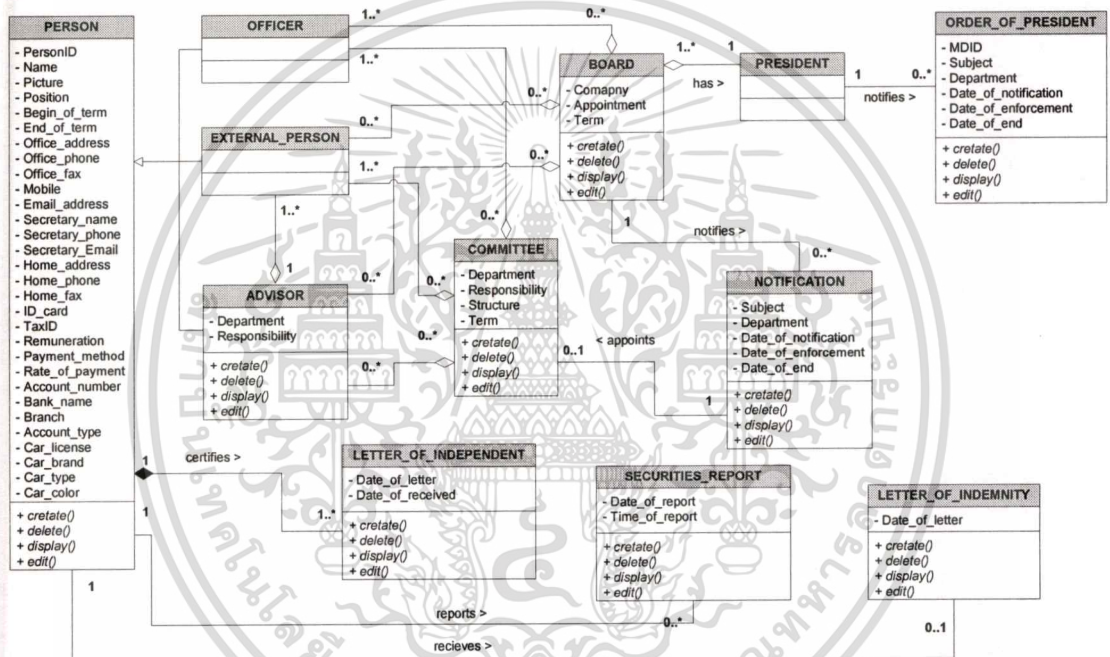 PERSON
- PersonID
- Name
- Picture
- Position
- Begin_of_term
- End_of_term
- Office_address
- Office_phone
- Office_fax
- Mobile
- Email_address
- Secretary_name
- Secretary_phone
- Secretary_Email
- Home_address
- Home_phone
- Home_fax
- ID_card
- TaxID
- Remuneration
- Payment_method
- Rate_of_payment
- Account_number
- Bank_name
- Branch
- Account_type
- Car_license
- Car_brand
- Car_type
- Car_color
+ cretate()
+ delete()
+ display()
+ edit()
OFFICER
1..*
0..*
1..*
EXTERNAL_PERSON
0..*
0..*
1..*
0..*
1..*
1
0..*
ADVISOR
- Department
- Responsibility
+ cretate()
+ delete()
+ display()
+ edit()
0..*
0..*
0..*
0..*
BOARD
- Comapny
- Appointment
- Term
+ cretate()
+ delete()
+ display()
+ edit()
1..*
1
has >
PRESIDENT
1
0..*
notifies >
ORDER_OF_PRESIDENT
- MDID
- Subject
- Department
- Date_of_notification
- Date_of_enforcement
- Date_of_end
+ cretate()
+ delete()
+ display()
+ edit()
1
notifies >
0..*
COMMITTEE
- Department
- Responsibility
- Structure
- Term
+ cretate()
+ delete()
+ display()
+ edit()
< appoints
0..1
1
NOTIFICATION
- Subject
- Department
- Date_of_notification
- Date_of_enforcement
- Date_of_end
+ cretate()
+ delete()
+ display()
+ edit()
1
certifies >
1..*
LETTER_OF_INDEPENDENT
- Date_of_letter
- Date_of_received
+ cretate()
+ delete()
+ display()
+ edit()
SECURITIES_REPORT
- Date_of_report
- Time_of_report
+ cretate()
+ delete()
+ display()
+ edit()
LETTER_OF_INDEMNITY
- Date_of_letter
+ cretate()
+ delete()
+ display()
+ edit()
1
reports >
0..*
1
recieves >
0..1